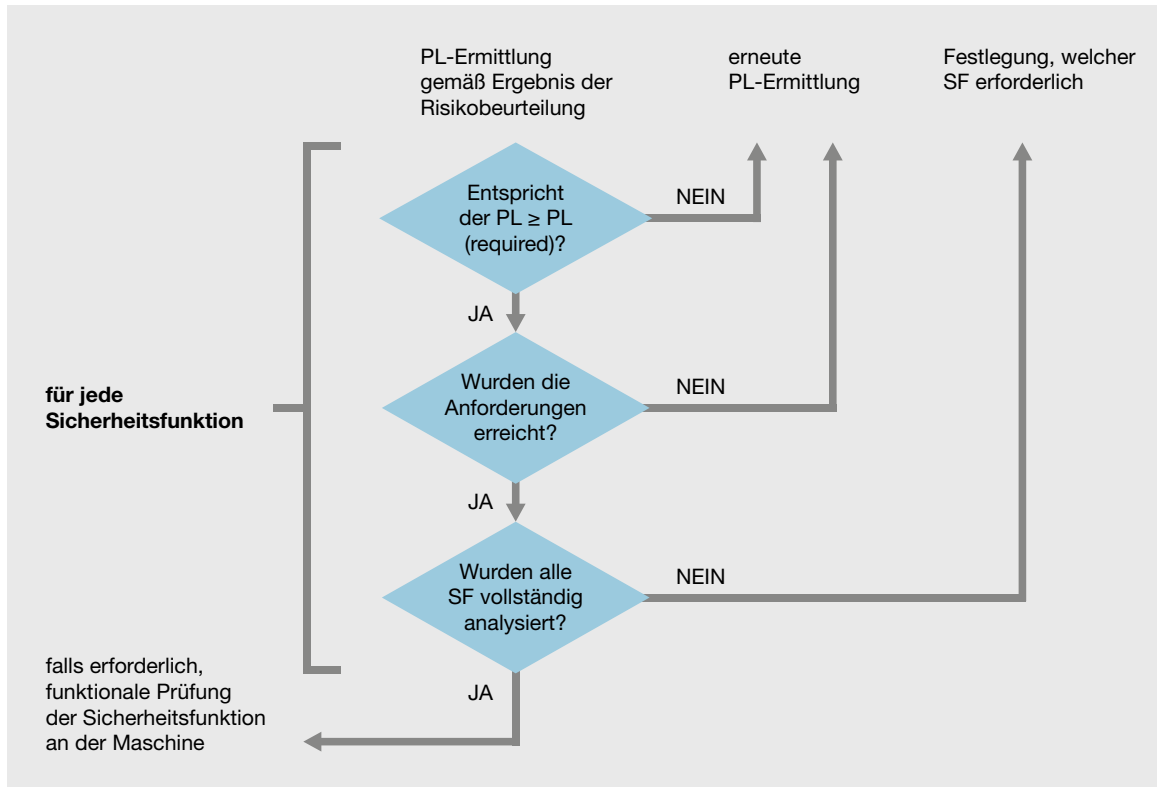 PL-Ermittlung
gemäß Ergebnis der
Risikobeurteilung
erneute
PL-Ermittlung
Festlegung, welcher
SF erforderlich
Entspricht
der PL ≥ PL
(required)?
NEIN
JA
für jede
Sicherheitsfunktion
Wurden die
Anforderungen
erreicht?
NEIN
JA
Wurden alle
SF vollständig
analysiert?
NEIN
JA
falls erforderlich,
funktionale Prüfung
der Sicherheitsfunktion
an der Maschine